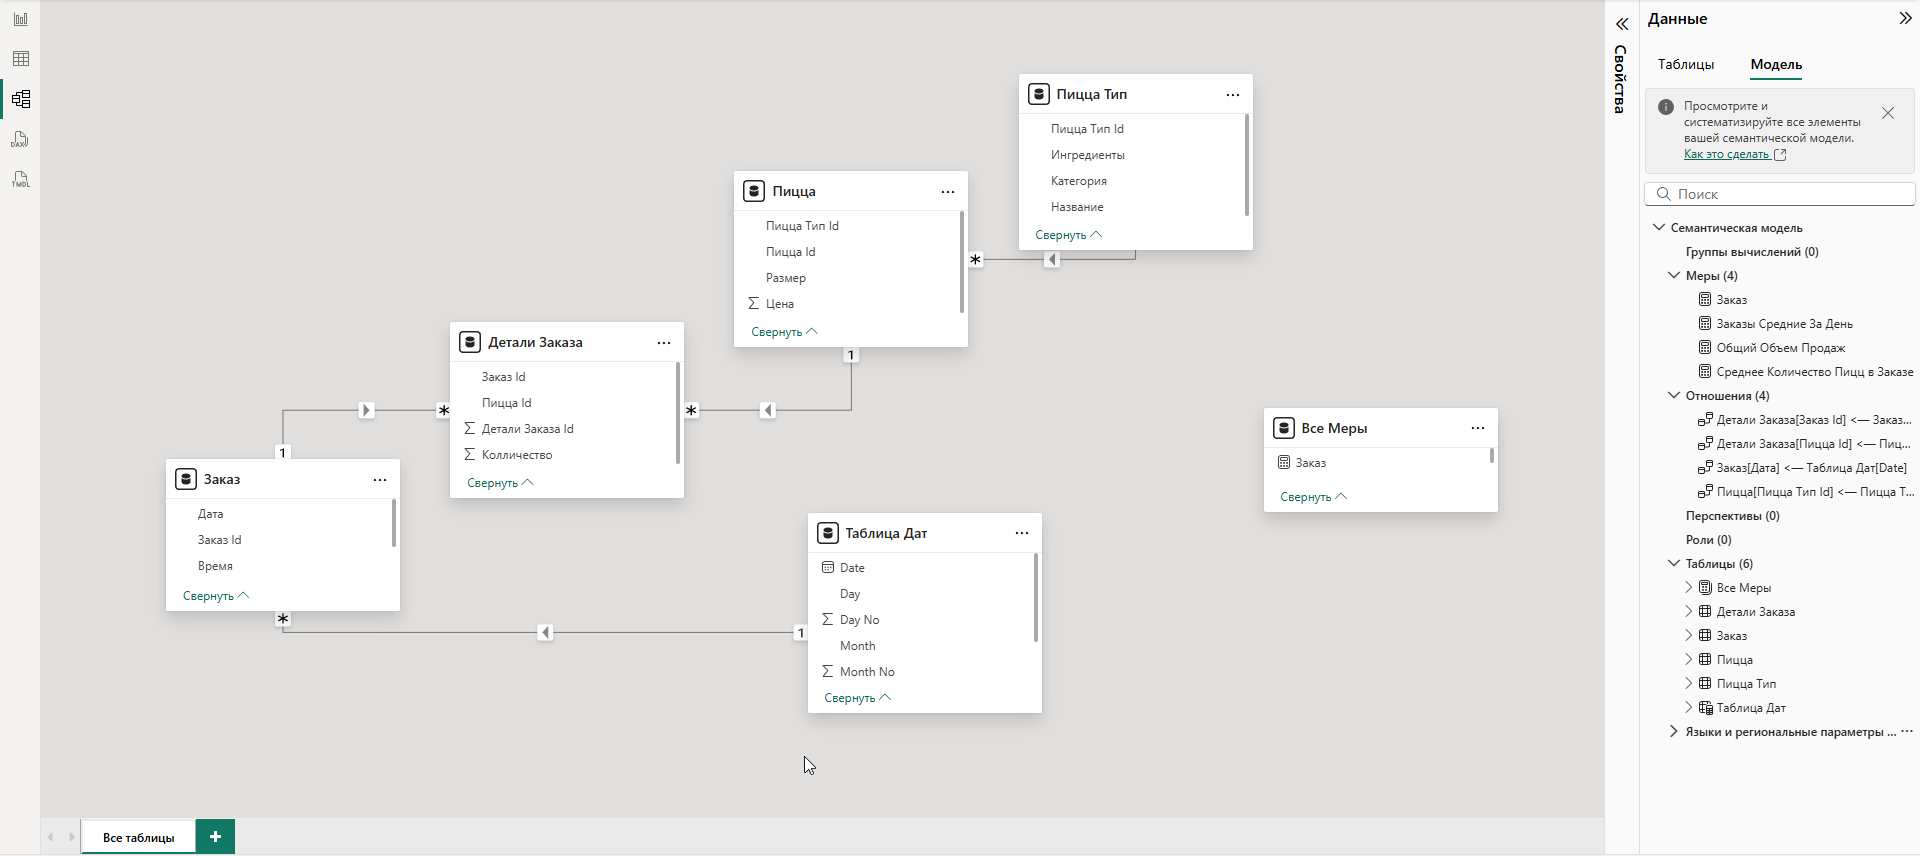 DAX
TMDL
Пицца Тип
Пицца Тип Id
Ингредиенты
Категория
Название
Свернуть
Пицца
Пицца Тип Id
Пицца Id
Размер
Цена
Свернуть
*
1
Детали Заказа
Заказ Id
Пицца Id
Детали Заказа Id
Колличество
Свернуть
*
*
1
Заказ
Дата
Заказ Id
Время
Свернуть
*
1
Таблица Дат
Date
Day
Day No
Month
Month No
Свернуть
Все Меры
Заказ
Свернуть
Все таблицы
+
Свойства
Данные
Таблицы
Модель
Просмотрите и
систематизируйте все элементы
вашей семантической модели.
Как это сделать
Поиск
Семантическая модель
Группы вычислений (0)
Меры (4)
Заказ
Заказы Средние За День
Общий Объем Продаж
Среднее Количество Пицц в Заказе
Отношения (4)
Детали Заказа[Заказ Id] <— Заказ...
Детали Заказа[Пицца Id] <— Пиц...
Заказ[Дата] <— Таблица Дат[Date]
Пицца[Пицца Тип Id] <— Пицца Т...
Перспективы (0)
Роли (0)
Таблицы (6)
Все Меры
Детали Заказа
Заказ
Пицца
Пицца Тип
Таблица Дат
Языки и региональные параметры ...